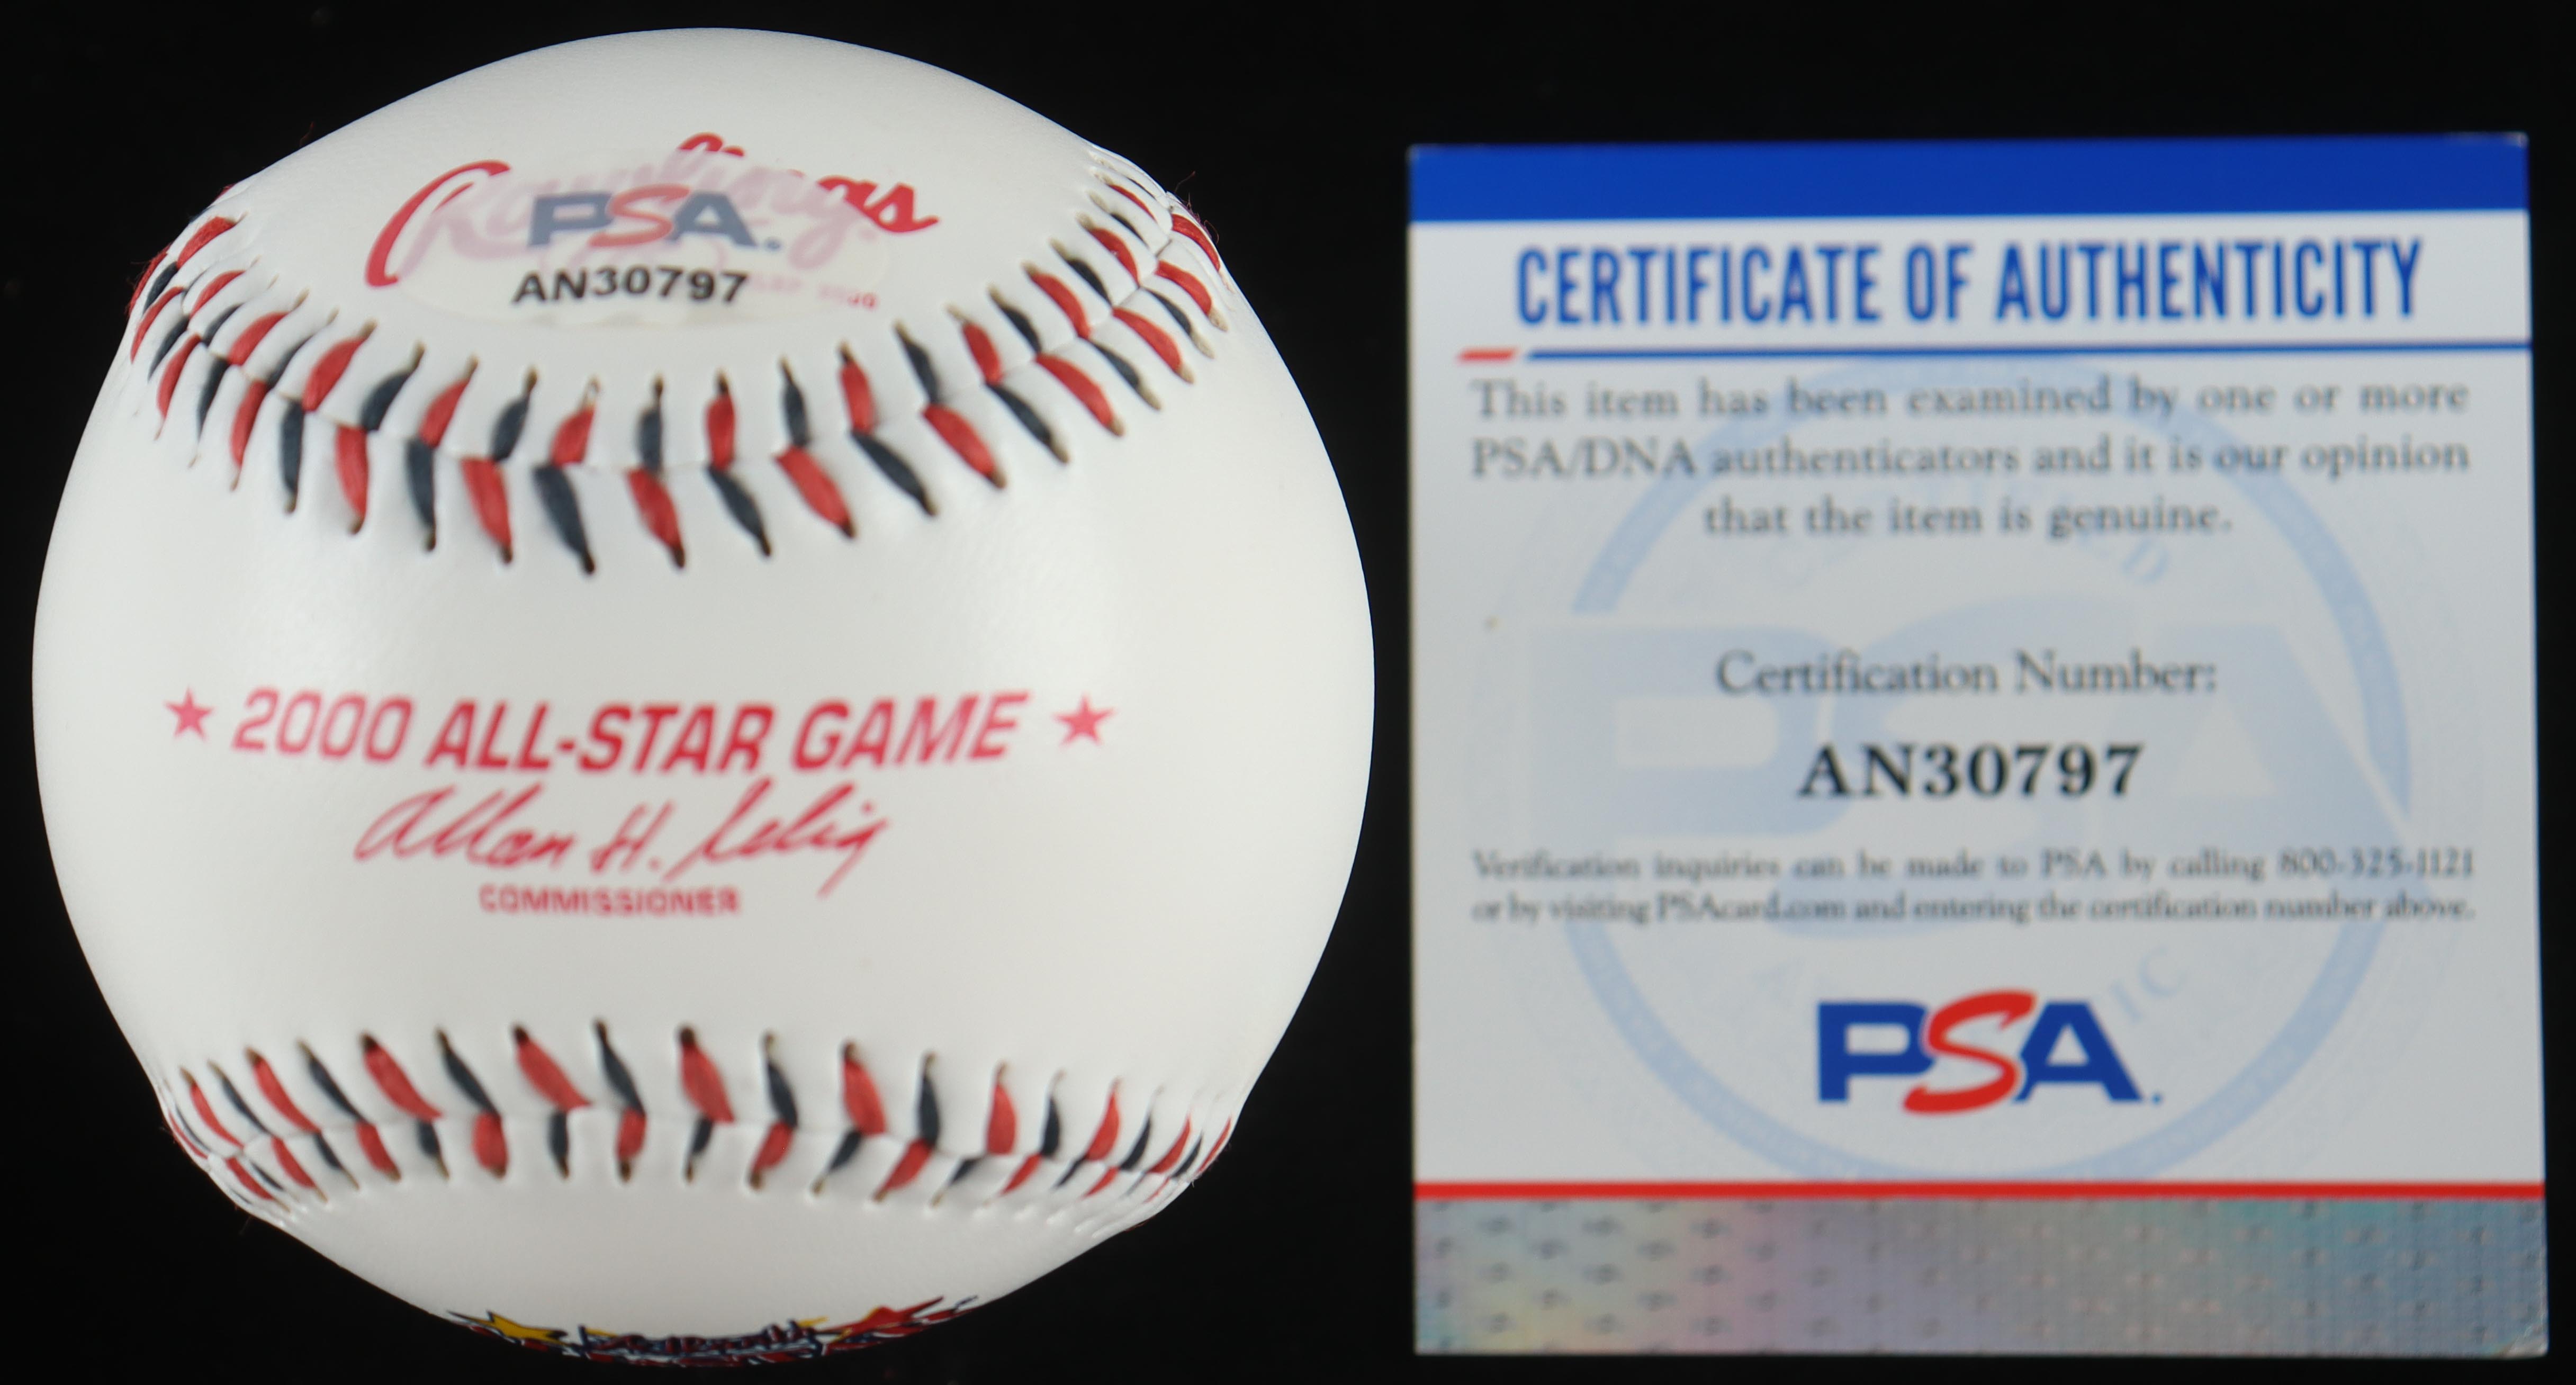 Rawlings
PSA.
AN30797
★ 2000 ALL-STAR GAME ★
Allan H. Selig
COMMISSIONER
CERTIFICATE OF AUTHENTICITY
This item has been examined by one or more
PSA/DNA authenticators and it is our opinion
that the item is genuine.
Certification Number:
AN30797
Verification inquiries can be made to PSA by calling 800-325-1121
or by visiting PSAcard.com and entering the certification number above.
PSA.